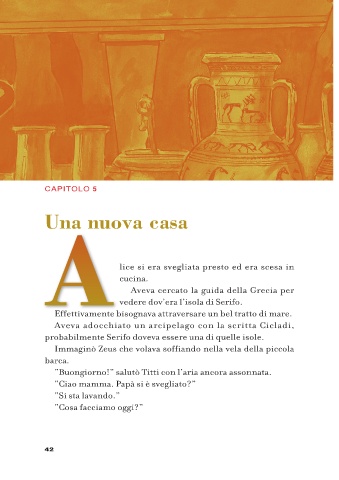 CAPITOLO 5
Una nuova casa
Alice si era svegliata presto ed era scesa in
cucina.
Aveva cercato la guida della Grecia per
vedere dov'era l'isola di Serifo.
Effettivamente bisognava attraversare un bel tratto di mare.
Aveva adocchiato un arcipelago con la scritta Cicladi,
probabilmente Serifo doveva essere una di quelle isole.
Immaginò Zeus che volava soffiando nella vela della piccola
barca.
"Buongiorno!" salutò Titti con l'aria ancora assonnata.
"Ciao mamma. Papà si è svegliato?"
"Si sta lavando."
"Cosa facciamo oggi?"
42